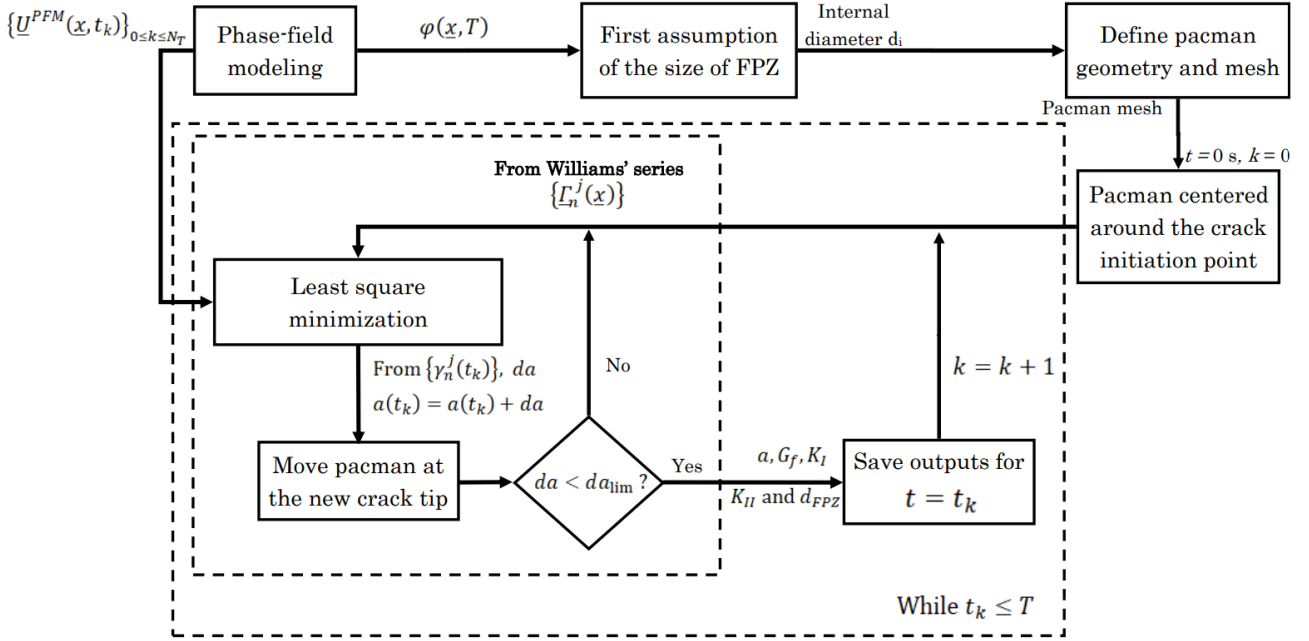 {U̲^PFM(x̲, t_k)}_0≤k≤N_T
Phase-field
modeling
φ(x̲, T)
First assumption
of the size of FPZ
Internal
diameter dᵢ
Define pacman
geometry and mesh
Pacman mesh
t = 0 s, k = 0
Pacman centered
around the crack
initiation point
From Williams' series
{Γ̲_n^j(x̲)}
Least square
minimization
From {γ_n^j(t_k)}, da
a(t_k) = a(t_k) + da
Move pacman at
the new crack tip
da < da_lim ?
No
Yes
a, G_f, K_I
K_II and d_FPZ
Save outputs for
t = t_k
k = k + 1
While t_k ≤ T